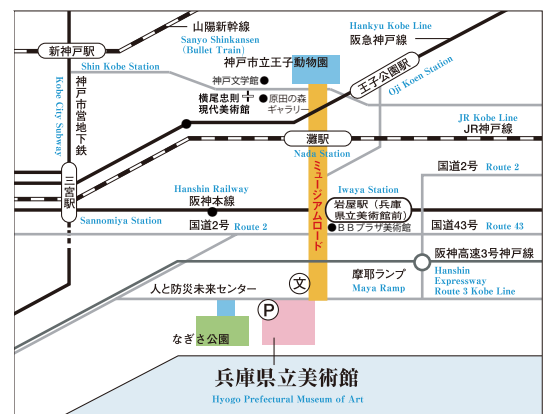 山陽新幹線
Sanyo Shinkansen
(Bullet Train)
Hankyu Kobe Line
阪急神戸線
新神戸駅
Shin Kobe Station
神戸市立王子動物園
神戸文学館
横尾忠則
現代美術館
原田の森
ギャラリー
王子公園駅
Oji Koen Station
神戸市営地下鉄
Kobe City Subway
JR Kobe Line
JR神戸線
灘駅
Nada Station
ミュージアムロード
国道2号 Route 2
三宮駅
Sannomiya Station
Hanshin Railway
阪神本線
Iwaya Station
岩屋駅(兵庫
県立美術館前)
BBプラザ美術館
国道2号 Route 2
国道43号 Route 43
阪神高速3号神戸線
Hanshin
Expressway
Route 3 Kobe Line
摩耶ランプ
Maya Ramp
人と防災未来センター
文
P
なぎさ公園
兵庫県立美術館
Hyogo Prefectural Museum of Art